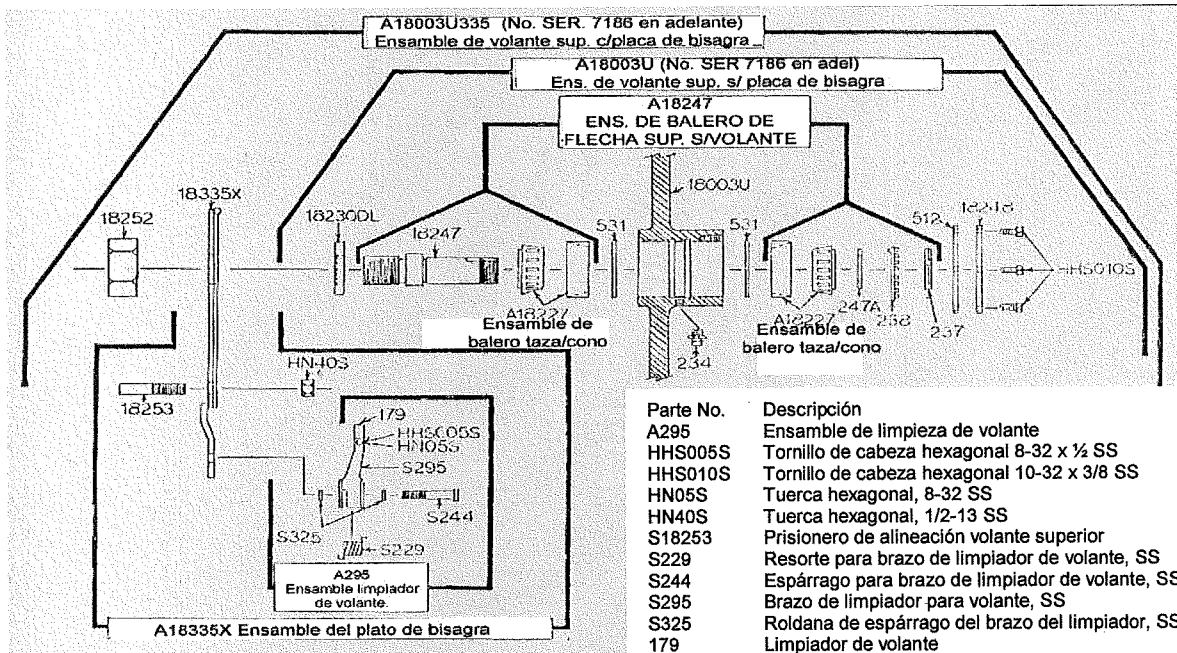 A18003U335 (No. SER. 7186 en adelante)
Ensamble de volante sup. c/placa de bisagra
A18003U (No. SER 7186 en adel)
Ens. de volante sup. s/ placa de bisagra
A18247
ENS. DE BALERO DE
FLECHA SUP. S/VOLANTE
18335X
18252
18230DL
18247
531
18003U
531
512
18248
HHS010S
A18227
Ensamble de
balero taza/cono
234
A18227
Ensamble de
balero taza/cono
247A
258
257
HN40S
18253
179
HHS005S
HN05S
S295
S325
S244
S229
A295
Ensamble limpiador
de volante.
A18335X Ensamble del plato de bisagra
Parte No. Descripción
A295 Ensamble de limpieza de volante
HHS005S Tornillo de cabeza hexagonal 8-32 x ½ SS
HHS010S Tornillo de cabeza hexagonal 10-32 x 3/8 SS
HN05S Tuerca hexagonal, 8-32 SS
HN40S Tuerca hexagonal, 1/2-13 SS
S18253 Prisionero de alineación volante superior
S229 Resorte para brazo de limpiador de volante, SS
S244 Espárrago para brazo de limpiador de volante, SS
S295 Brazo de limpiador para volante, SS
S325 Roldana de espárrago del brazo del limpiador, SS
179 Limpiador de volante